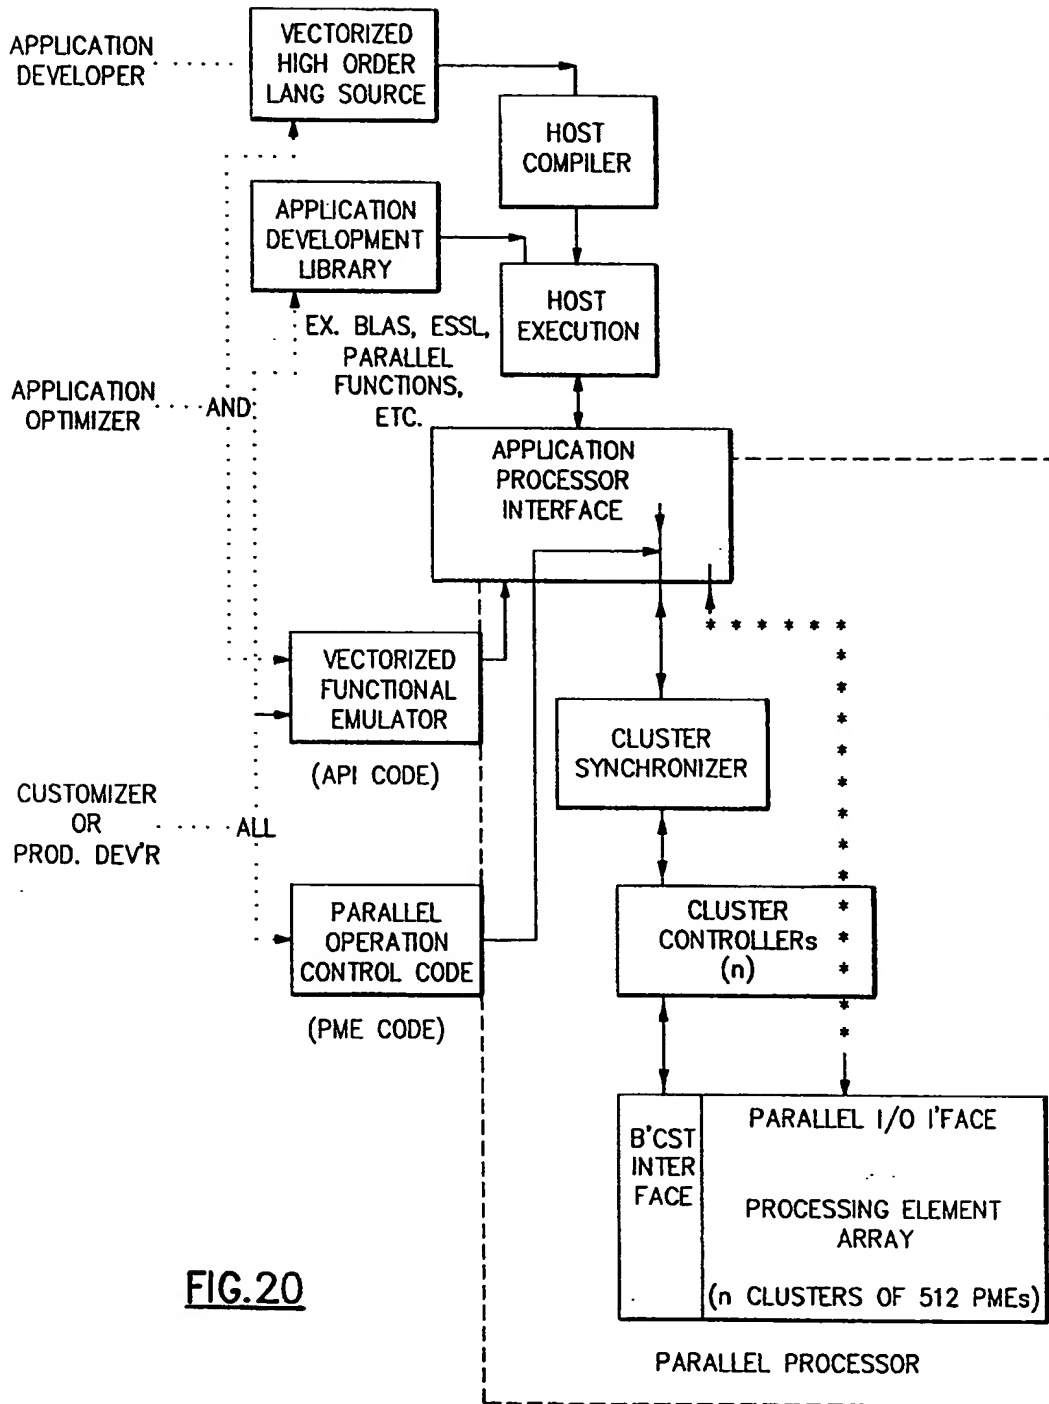 APPLICATION
DEVELOPER
VECTORIZED
HIGH ORDER
LANG SOURCE
HOST
COMPILER
APPLICATION
DEVELOPMENT
LIBRARY
HOST
EXECUTION
EX. BLAS, ESSL,
PARALLEL
FUNCTIONS,
ETC.
APPLICATION
OPTIMIZER
AND
APPLICATION
PROCESSOR
INTERFACE
VECTORIZED
FUNCTIONAL
EMULATOR
(API CODE)
CLUSTER
SYNCHRONIZER
CUSTOMIZER
OR
PROD. DEV'R
ALL
PARALLEL
OPERATION
CONTROL CODE
(PME CODE)
CLUSTER
CONTROLLERs
(n)
B'CST
INTER
FACE
PARALLEL I/O I'FACE
PROCESSING ELEMENT
ARRAY
(n CLUSTERS OF 512 PMEs)
FIG.20
PARALLEL PROCESSOR